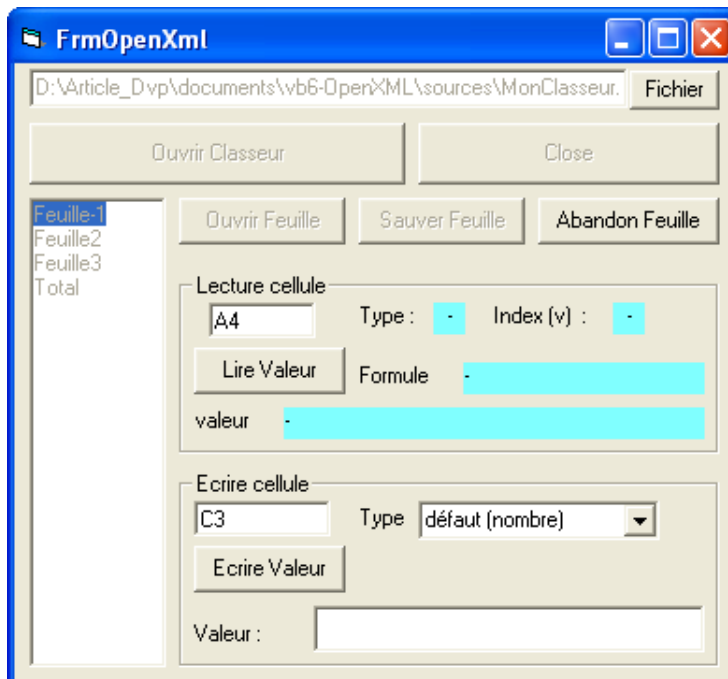 FrmOpenXml
D:\Article_Dvp\documents\vb6-OpenXML\sources\MonClasseur. Fichier
Ouvrir Classeur Close
Feuille-1
Feuille2
Feuille3
Total
Ouvrir Feuille Sauver Feuille Abandon Feuille
Lecture cellule
A4 Type : - Index (v) : -
Lire Valeur Formule -
valeur -
Ecrire cellule
C3 Type défaut (nombre)
Ecrire Valeur
Valeur :